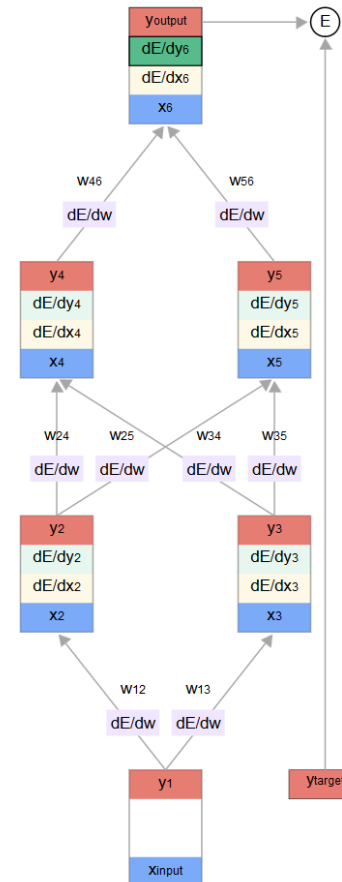 youtput
E
dE/dy6
dE/dx6
x6
w46 w56
dE/dw dE/dw
y4 y5
dE/dy4 dE/dy5
dE/dx4 dE/dx5
x4 x5
w24 w25 w34 w35
dE/dw dE/dw dE/dw dE/dw
y2 y3
dE/dy2 dE/dy3
dE/dx2 dE/dx3
x2 x3
w12 w13
dE/dw dE/dw
y1 ytarget
xinput